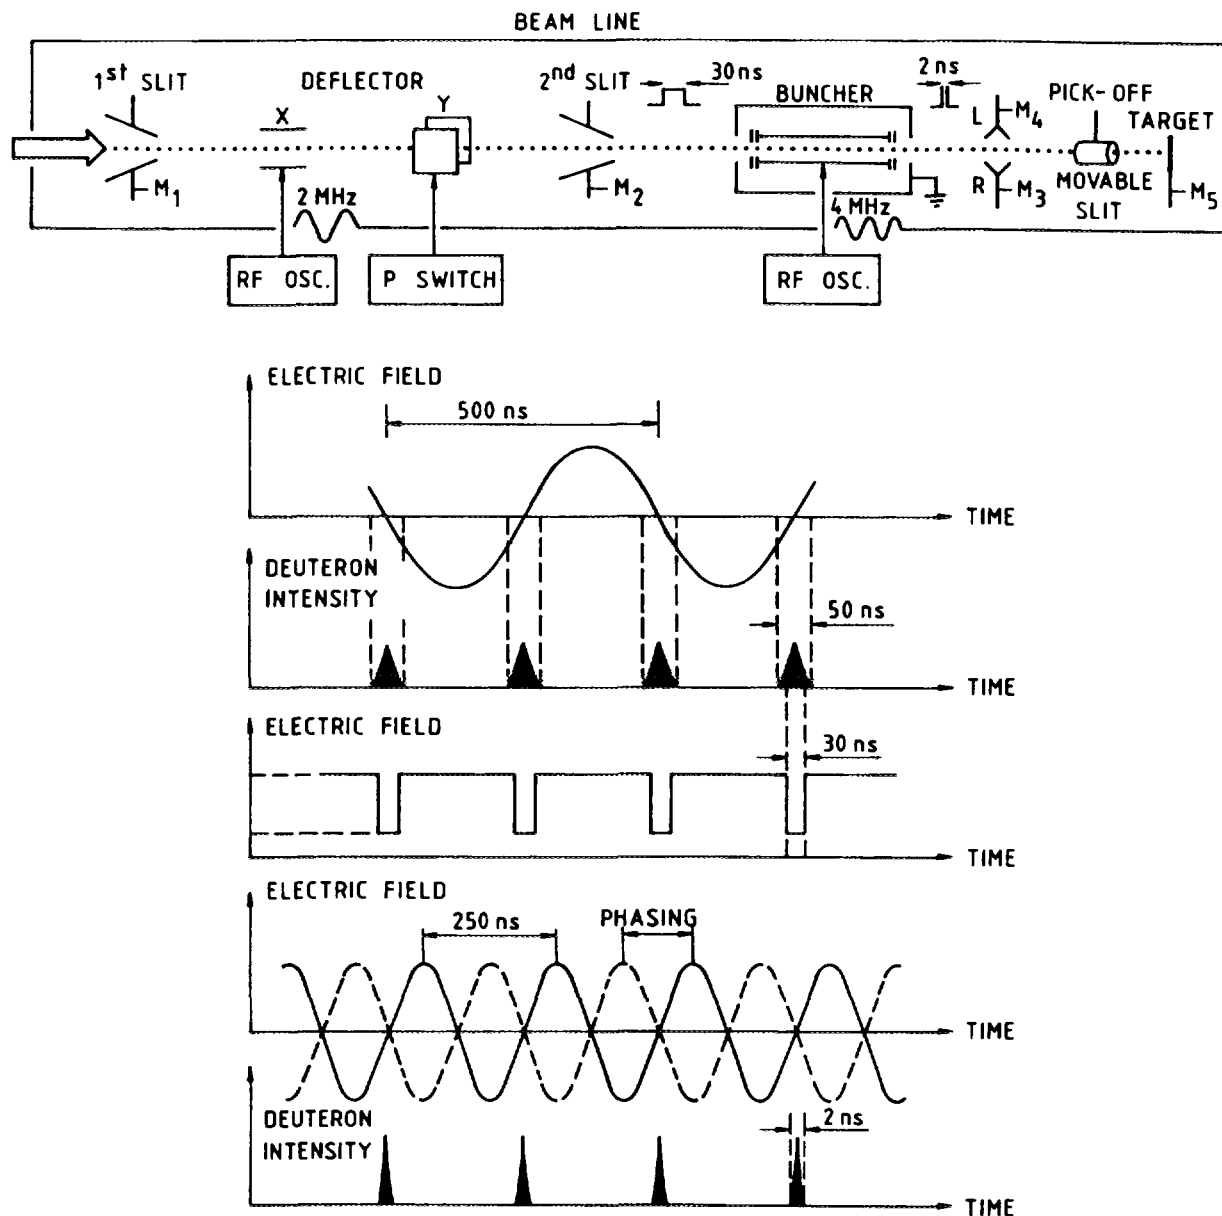 BEAM LINE
1st SLIT
DEFLECTOR
2nd SLIT
30 ns
2 ns
X
Y
BUNCHER
L
M4
PICK-OFF
TARGET
M1
M2
R
M3
MOVABLE
SLIT
M5
2 MHz
4 MHz
RF OSC.
P SWITCH
RF OSC.
ELECTRIC FIELD
500 ns
TIME
DEUTERON
INTENSITY
50 ns
TIME
ELECTRIC FIELD
30 ns
TIME
ELECTRIC FIELD
250 ns
PHASING
TIME
DEUTERON
INTENSITY
2 ns
TIME